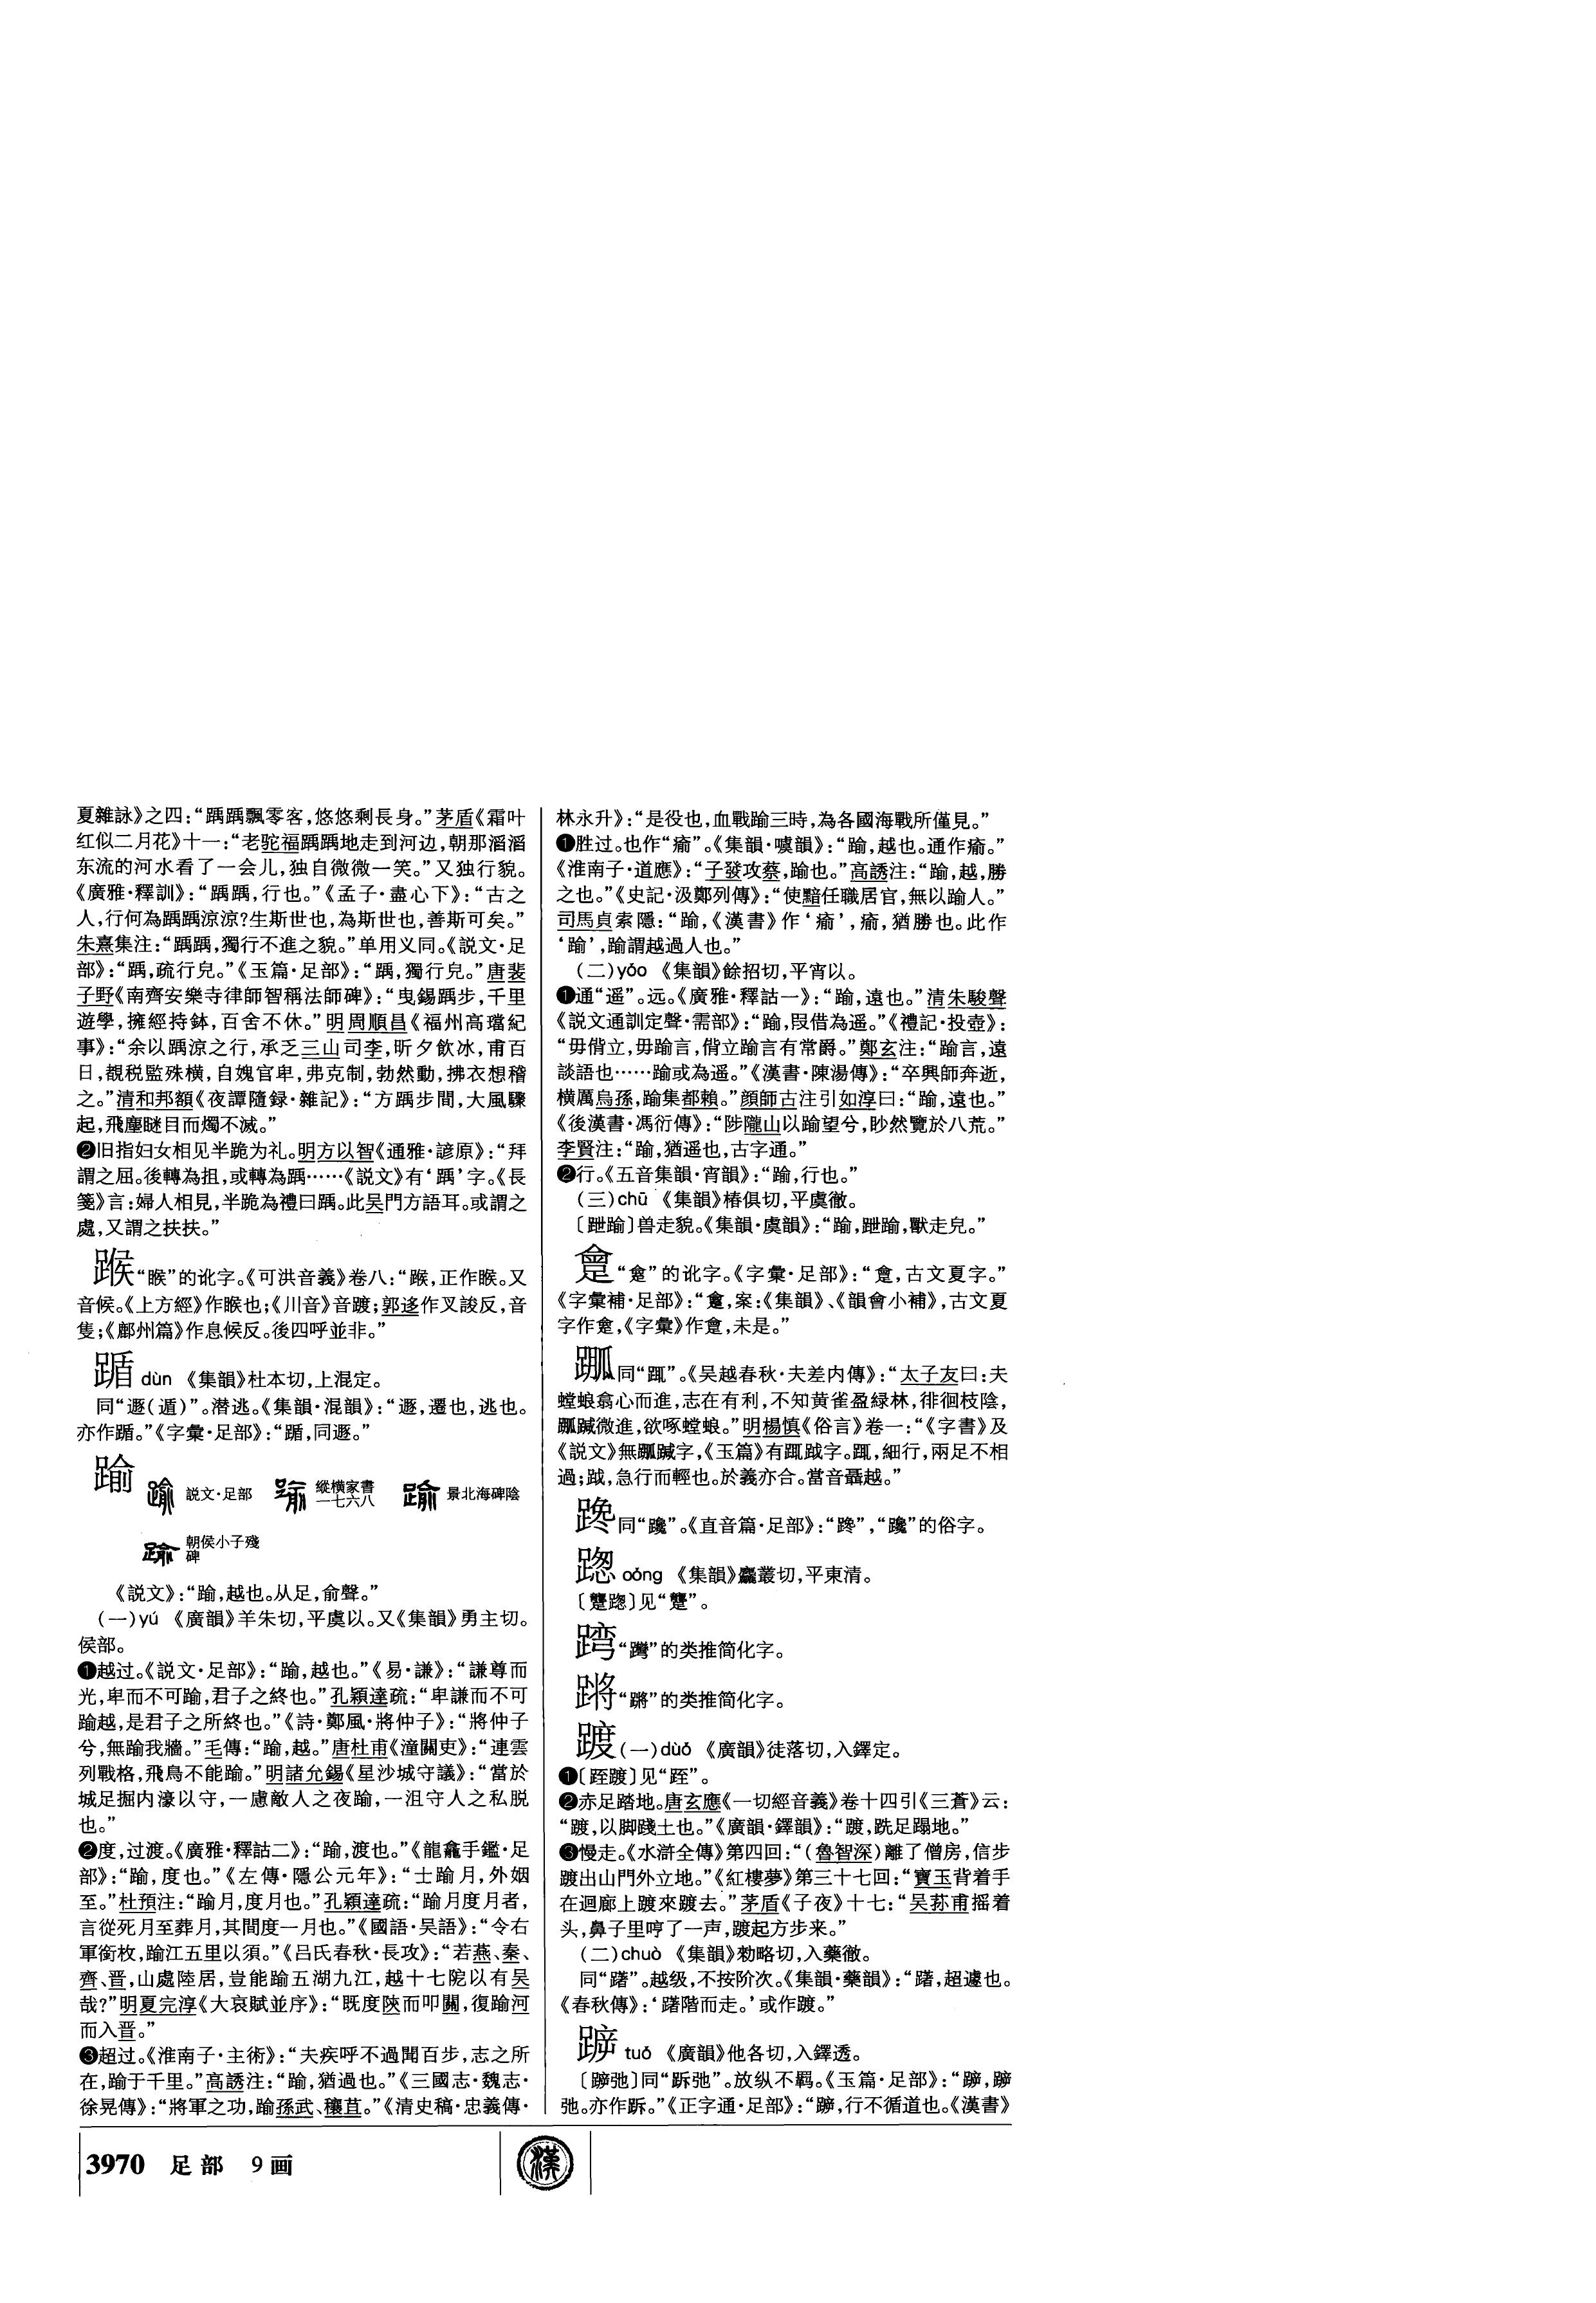 夏雜詠》之四：“踽踽飄零客，悠悠剩長身。”茅盾《霜叶
红似二月花》十一：“老驼福踽踽地走到河边，朝那滔滔
东流的河水看了一会儿，独自微微一笑。”又独行貌。
《廣雅·釋訓》：“踽踽，行也。”《孟子·盡心下》：“古之
人，行何為踽踽涼涼？生斯世也，為斯世也，善斯可矣。”
朱熹集注：“踽踽，獨行不進之貌。”单用义同。《説文·足
部》：“踽，疏行皃。”《玉篇·足部》：“踽，獨行皃。”唐裴
子野《南齊安樂寺律師智稱法師碑》：“曳錫踽步，千里
遊學，擁經持鉢，百舍不休。”明周順昌《福州高璫紀
事》：“余以踽涼之行，承乏三山司李，昕夕飲冰，甫百
日，覩税監殊横，自媿官卑，弗克制，勃然動，拂衣想稽
之。”清和邦額《夜譚隨録·雜記》：“方踽步間，大風驟
起，飛塵瞇目而燭不滅。”
❷旧指妇女相见半跪为礼。明方以智《通雅·諺原》：“拜
謂之屈。後轉為抯，或轉為踽……《説文》有‘踽’字。《長
箋》言：婦人相見，半跪為禮曰踽。此吴門方語耳。或謂之
處，又謂之扶扶。”
𨃺“睺”的讹字。《可洪音義》卷八：“，正作睺。又
音候。《上方經》作睺也；《川音》音踱；郭迻作叉詖反，音
隻；《鄜州篇》作息候反。後四呼並非。”
踲 dùn 《集韻》杜本切，上混定。
同“遯（遁）”。潜逃。《集韻·混韻》：“遯，遷也，逃也。
亦作踲。”《字彙·足部》：“踲，同遯。”
踰 説文·足部 縱横家書一七六八 景北海碑陰
朝侯小子殘碑
《説文》：“踰，越也。从足，俞聲。”
（一）yú 《廣韻》羊朱切，平虞以。又《集韻》勇主切。
侯部。
❶越过。《説文·足部》：“踰，越也。”《易·謙》：“謙尊而
光，卑而不可踰，君子之終也。”孔穎達疏：“卑謙而不可
踰越，是君子之所終也。”《詩·鄭風·將仲子》：“將仲子
兮，無踰我牆。”毛傳：“踰，越。”唐杜甫《潼關吏》：“連雲
列戰格，飛鳥不能踰。”明諸允錫《星沙城守議》：“當於
城足掘内濠以守，一慮敵人之夜踰，一沮守人之私脱
也。”
❷度，过渡。《廣雅·釋詁二》：“踰，渡也。”《龍龕手鑑·足
部》：“踰，度也。”《左傳·隱公元年》：“士踰月，外姻
至。”杜預注：“踰月，度月也。”孔穎達疏：“踰月度月者，
言從死月至葬月，其間度一月也。”《國語·吴語》：“令右
軍銜枚，踰江五里以須。”《吕氏春秋·長攻》：“若燕、秦、
齊、晋，山處陸居，豈能踰五湖九江，越十七阨以有吴
哉？”明夏完淳《大哀賦並序》：“既度陝而叩關，復踰河
而入晋。”
❸超过。《淮南子·主術》：“夫疾呼不過聞百步，志之所
在，踰于千里。”高誘注：“踰，猶過也。”《三國志·魏志·
徐晃傳》：“將軍之功，踰孫武、穰苴。”《清史稿·忠義傳·
林永升》：“是役也，血戰踰三時，為各國海戰所僅見。”
❶胜过。也作“瘉”。《集韻·噳韻》：“踰，越也。通作瘉。”
《淮南子·道應》：“子發攻蔡，踰也。”高誘注：“踰，越，勝
之也。”《史記·汲鄭列傳》：“使黯任職居官，無以踰人。”
司馬貞索隱：“踰，《漢書》作‘瘉’，瘉，猶勝也。此作
‘踰’，踰謂越過人也。”
（二）yóo 《集韻》餘招切，平宵以。
❶通“遥”。远。《廣雅·釋詁一》：“踰，遠也。”清朱駿聲
《説文通訓定聲·需部》：“踰，叚借為遥。”《禮記·投壺》：
“毋偝立，毋踰言，偝立踰言有常爵。”鄭玄注：“踰言，遠
談語也……踰或為遥。”《漢書·陳湯傳》：“卒興師奔逝，
横厲烏孫，踰集都賴。”顔師古注引如淳曰：“踰，遠也。”
《後漢書·馮衍傳》：“陟隴山以踰望兮，眇然覽於八荒。”
李賢注：“踰，猶遥也，古字通。”
❷行。《五音集韻·宵韻》：“踰，行也。”
（三）chū 《集韻》椿俱切，平虞徹。
〔跇踰〕兽走貌。《集韻·虞韻》：“踰，跇踰，獸走皃。”
“”的讹字。《字彙·足部》：“，古文夏字。”
《字彙補·足部》：“，案：《集韻》、《韻會小補》，古文夏
字作，《字彙》作，未是。”
同“”。《吴越春秋·夫差内傳》：“太子友曰：夫
螳蜋翕心而進，志在有利，不知黄雀盈緑林，徘徊枝陰，
微進，欲啄螳蜋。”明楊慎《俗言》卷一：“《字書》及
《説文》無字，《玉篇》有字。，細行，兩足不相
過；，急行而輕也。於義亦合。當音聶越。”
同“躨”。《直音篇·足部》：“”，“”的俗字。
oǒng 《集韻》麤叢切，平東清。
〔〕见“”。
“”的类推简化字。
“蹡”的类推简化字。
踱（一）dùǒ 《廣韻》徒落切，入鐸定。
❶〔跮踱〕见“跮”。
❷赤足踏地。唐玄應《一切經音義》卷十四引《三蒼》云：
“踱，以脚踐土也。”《廣韻·鐸韻》：“踱，跣足蹋地。”
❸慢走。《水滸全傳》第四回：“（魯智深）離了僧房，信步
踱出山門外立地。”《紅樓夢》第三十七回：“寶玉背着手
在迴廊上踱來踱去。”茅盾《子夜》十七：“吴荪甫摇着
头，鼻子里哼了一声，踱起方步来。”
（二）chuò 《集韻》勑略切，入藥徹。
同“䠂”。越级，不按阶次。《集韻·藥韻》：“䠂，超遽也。
《春秋傳》：‘䠂階而走。’或作踱。”
tuǒ 《廣韻》他各切，入鐸透。
〔弛〕同“跅弛”。放纵不羁。《玉篇·足部》：“，
弛。亦作跅。”《正字通·足部》：“，行不循道也。《漢書》
3970 足部 9画
漢